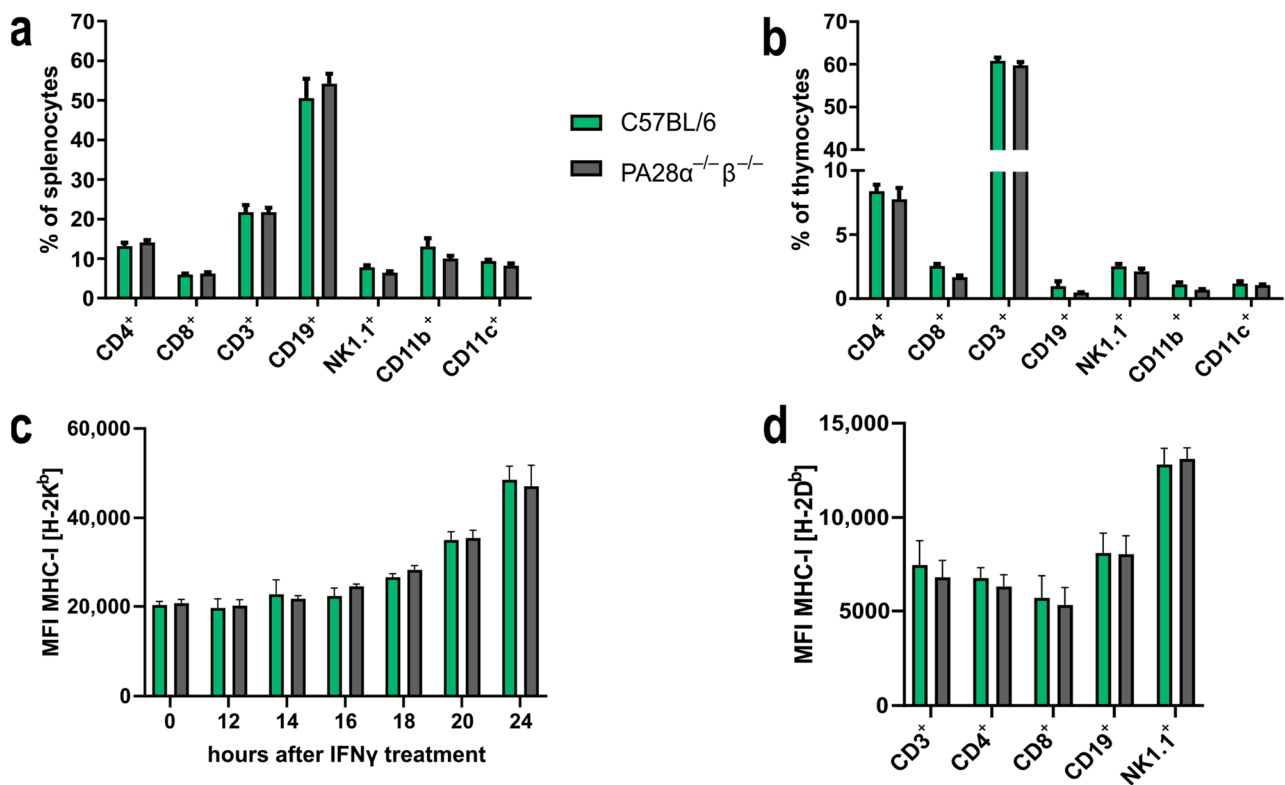 a
% of splenocytes
70
60
50
40
30
20
10
0
CD4⁺
CD8⁺
CD3⁺
CD19⁺
NK1.1⁺
CD11b⁺
CD11c⁺
C57BL/6
PA28α⁻/⁻β⁻/⁻
b
% of thymocytes
70
60
50
40
10
5
0
CD4⁺
CD8⁺
CD3⁺
CD19⁺
NK1.1⁺
CD11b⁺
CD11c⁺
c
MFI MHC-I [H-2Kᵇ]
60,000
40,000
20,000
0
0 12 14 16 18 20 24
hours after IFNγ treatment
d
MFI MHC-I [H-2Dᵇ]
15,000
10,000
5000
0
CD3⁺
CD4⁺
CD8⁺
CD19⁺
NK1.1⁺